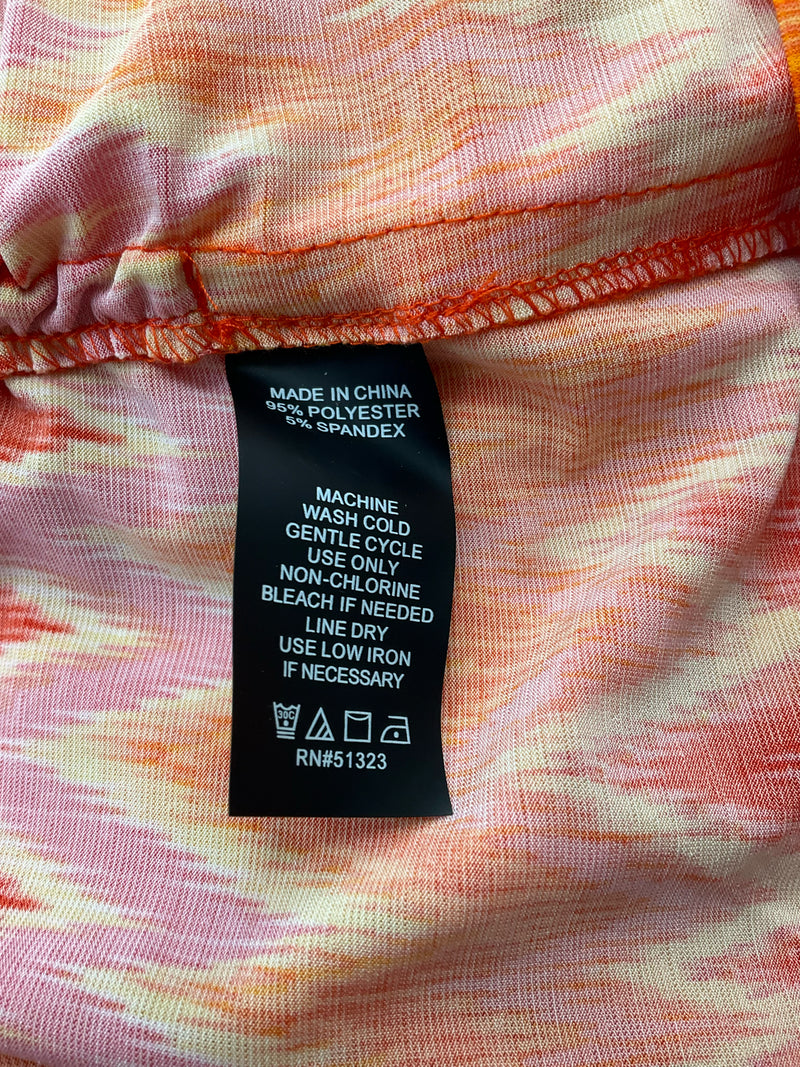 MADE IN CHINA
95% POLYESTER
5% SPANDEX
MACHINE
WASH COLD
GENTLE CYCLE
USE ONLY
NON-CHLORINE
BLEACH IF NEEDED
LINE DRY
USE LOW IRON
IF NECESSARY
30C
RN#51323